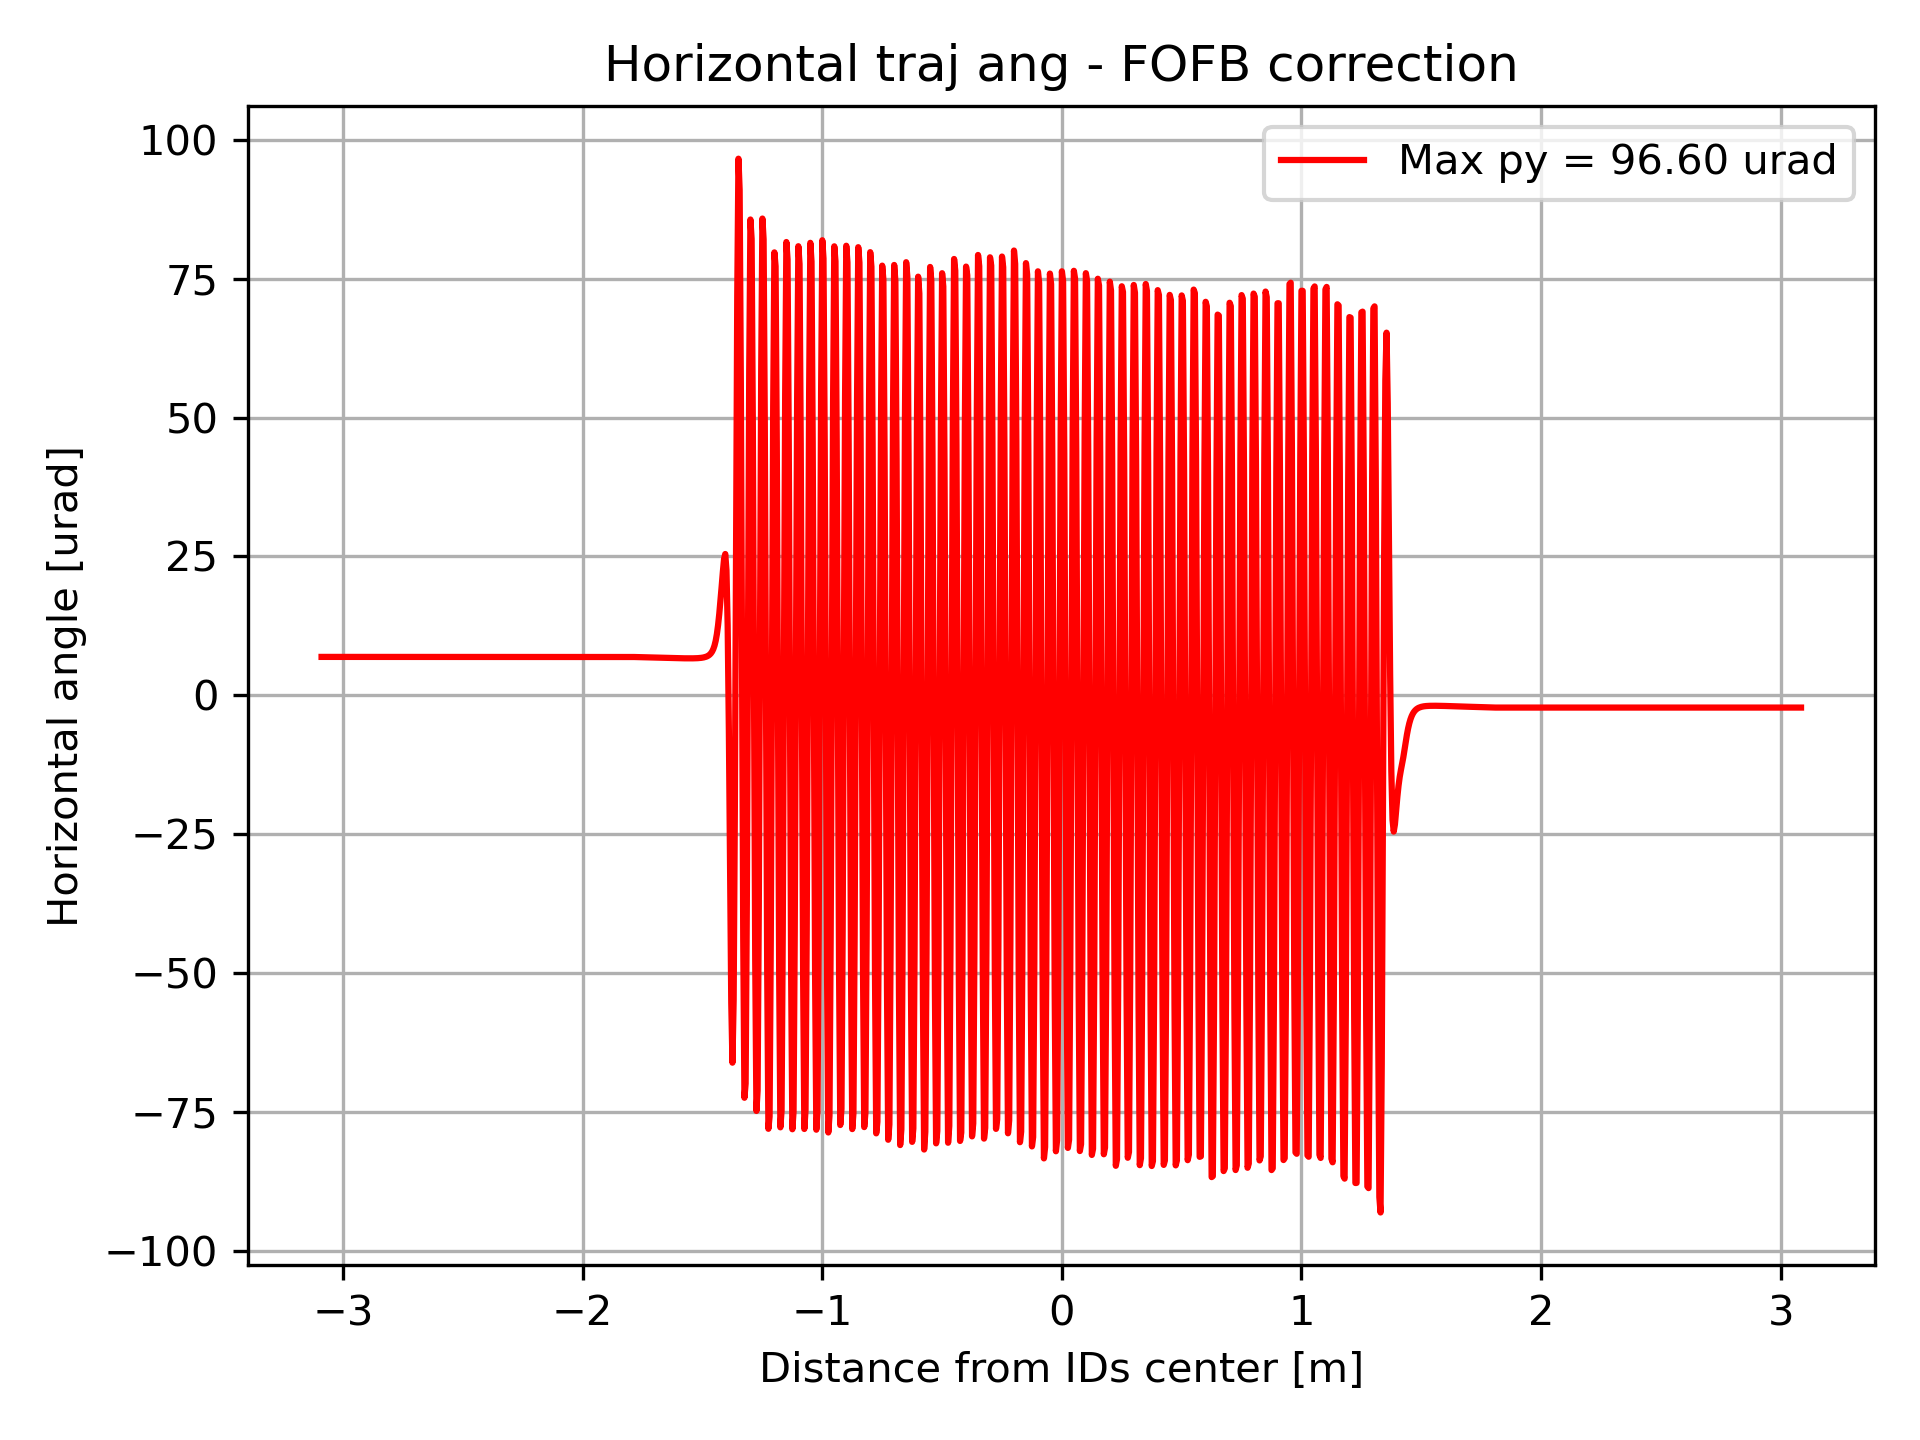 Horizontal traj ang - FOFB correction
Max py = 96.60 urad
100
75
50
25
0
−25
−50
−75
−100
Horizontal angle [urad]
−3 −2 −1 0 1 2 3
Distance from IDs center [m]